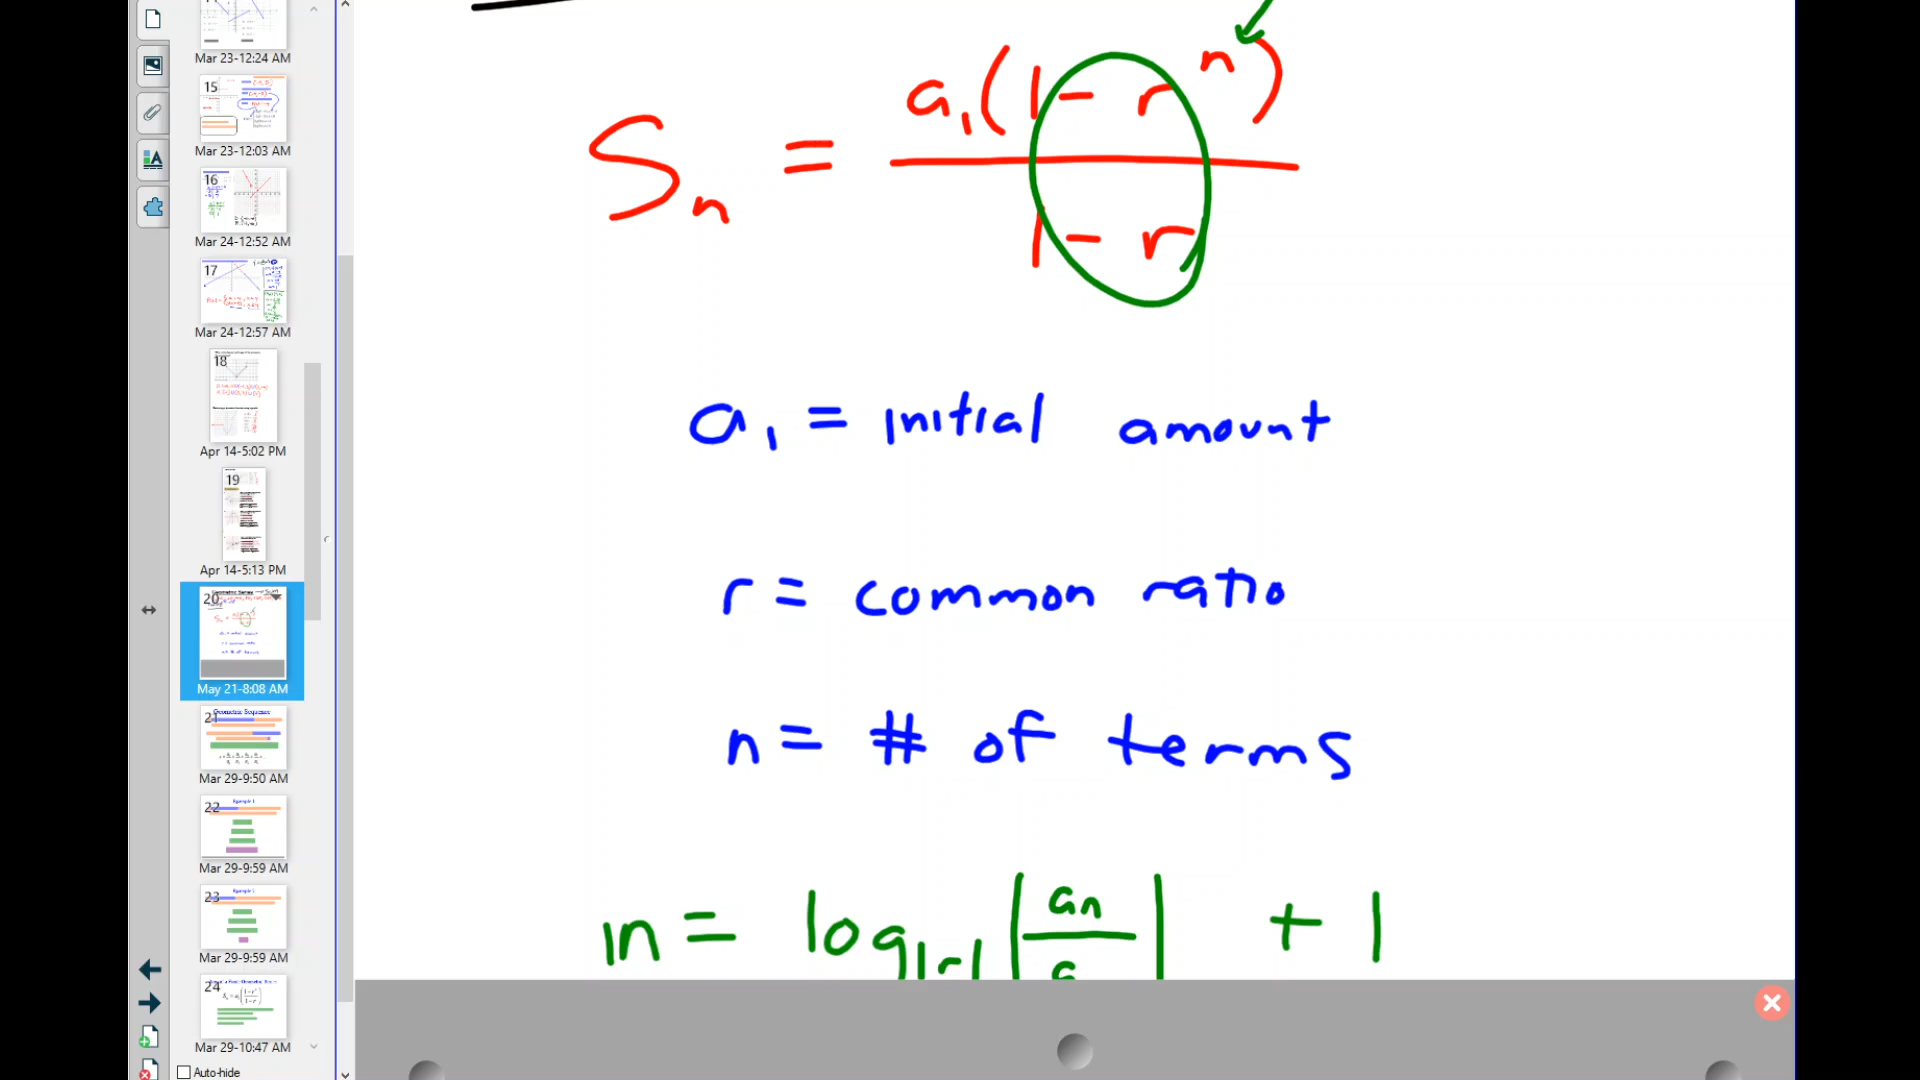 Mar 23-12:24 AM
15
Mar 23-12:03 AM
16
Mar 24-12:52 AM
17
Mar 24-12:57 AM
18
Apr 14-5:02 PM
19
Apr 14-5:13 PM
20
May 21-8:08 AM
21
Geometric Sequence
Mar 29-9:50 AM
22
Example 1
Mar 29-9:59 AM
23
Mar 29-9:59 AM
24
Mar 29-10:47 AM
Auto-hide
Sn = a1(1 - r^n) / 1 - r
a1 = initial amount
r = common ratio
n = # of terms
n = log|r| |an / a| + 1